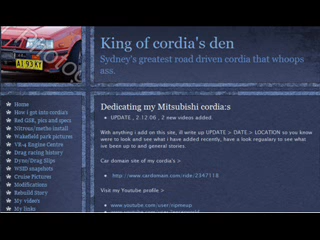 King of cordia's den
Sydney's greatest road driven cordia that whoops
ass.
Home
How i got into cordia's
Red GSR, pics and specs
Nitrous/metho install
Wakefield park pictures
VR-4 Engine Centre
Drag racing history
Dyno/Drag Slips
WSID snapshots
Cruise Pictures
Modifications
Rebuild Story
My videos
My links
Dedicating my Mitsubishi cordia:s
UPDATE , 2.12.06 , 2 new videos added.
With anything i add on this site, ill write up UPDATE > DATE > LOCATION so you know
were to look and see what i have added recently, have a look regualary to see what
ive been up to and general stories
Car domain site of my cordia's >
http://www.cardomain.com/ride/2347118
Visit my Youtube profile >
www.youtube.com/user/vipmeup